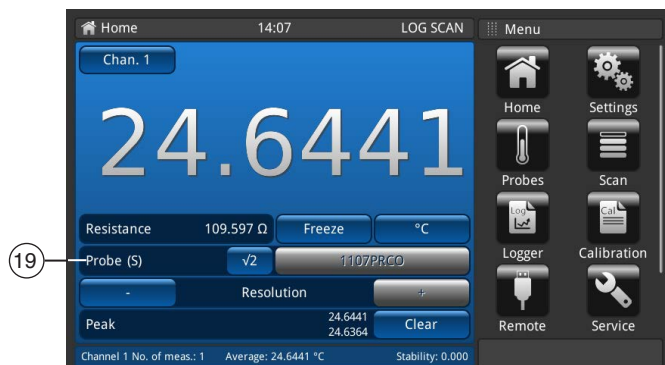 Home 14:07 LOG SCAN
Chan. 1
24.6441
Resistance 109.597 Ω Freeze °C
19
Probe (S) √2 1107PRCO
- Resolution +
Peak 24.6441
24.6364 Clear
Channel 1 No. of meas.: 1 Average: 24.6441 °C Stability: 0.000
Menu
Home Settings
Probes Scan
Log Cal
Logger Calibration
Remote Service